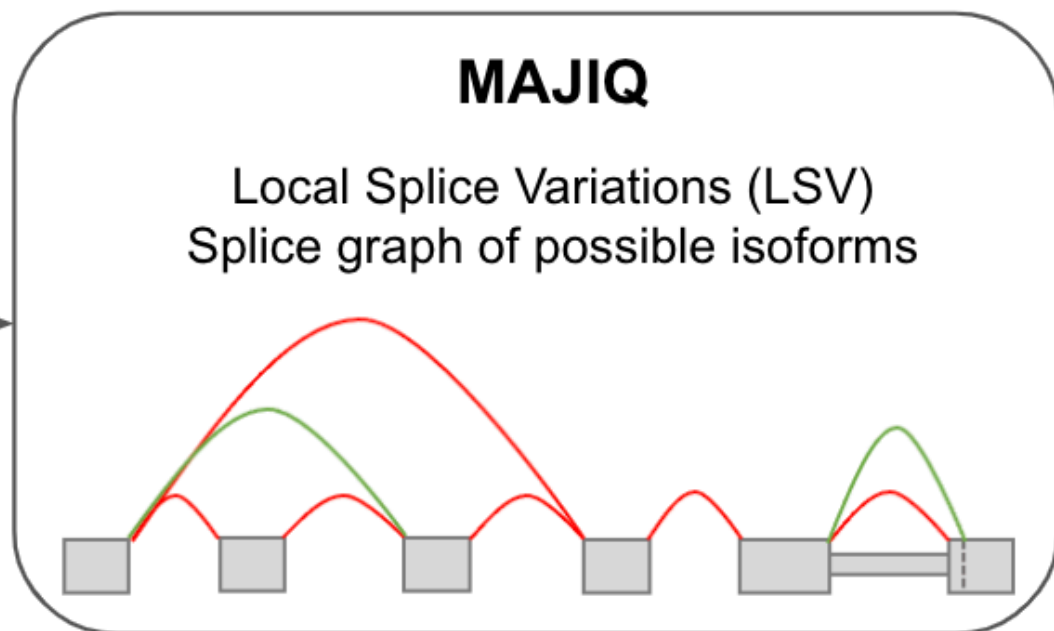 MAJIQ
Local Splice Variations (LSV)
Splice graph of possible isoforms